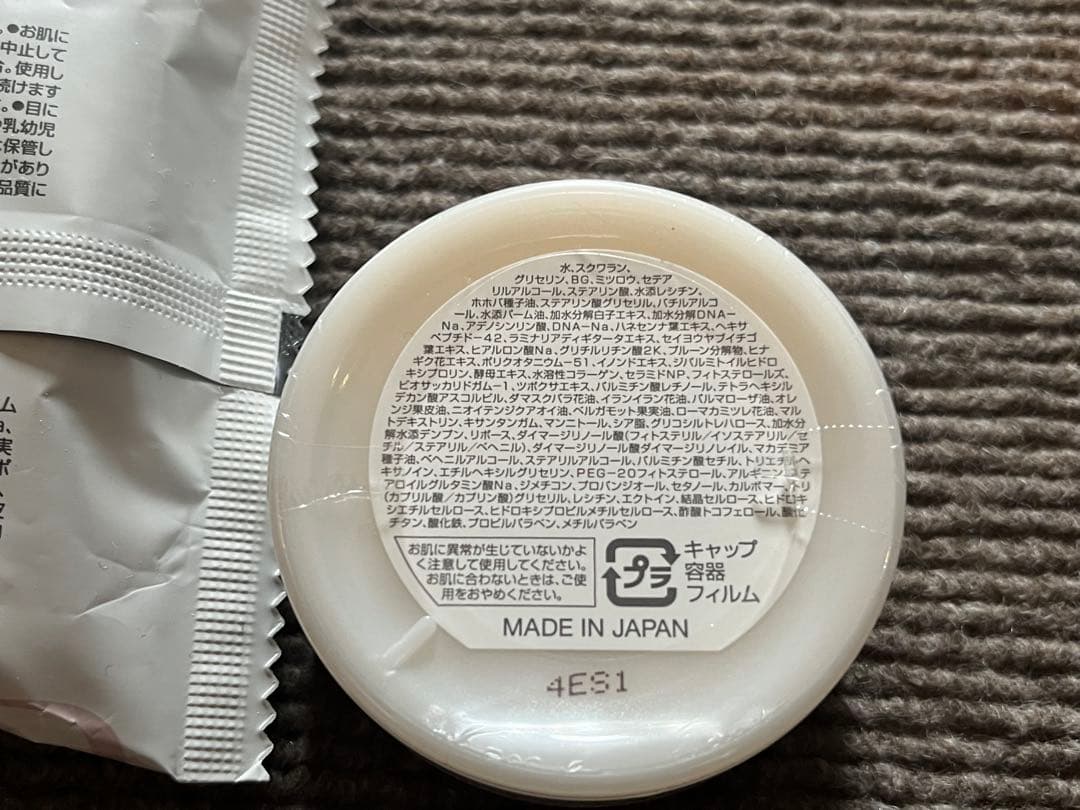 。●お肌に
中止して
。使用し
続けます
。●目に
乳幼児
保管し
があり
品質に
水、スクワラン、
グリセリン、BG、ミツロウ、セテア
リルアルコール、ステアリン酸、水添レシチン、
ホホバ種子油、ステアリン酸グリセリル、バチルアルコ
ール、水添パーム油、加水分解白子エキス、加水分解DNA-
Na、アデノシンリン酸、DNA-Na、ハネセンナ葉エキス、ヘキサ
ペプチド-42、ラミナリアディギタータエキス、セイヨウヤブイチゴ
葉エキス、ヒアルロン酸Na、グリチルリチン酸2K、プルーン分解物、ヒナ
ギク花エキス、ポリクオタニウム-51、イノンドエキス、ジパルミトイルヒドロ
キシプロリン、酵母エキス、水溶性コラーゲン、セラミドNP、フィトステロールズ、
ビオサッカリドガム-1、ツボクサエキス、パルミチン酸レチノール、テトラヘキシル
デカン酸アスコルビル、ダマスクバラ花油、イランイラン花油、パルマローザ油、オレ
ンジ果皮油、ニオイテンジクアオイ油、ベルガモット果実油、ローマカミツレ花油、マルト
デキストリン、キサンタンガム、マンニトール、シア脂、グリコシルトレハロース、加水分
解水添デンプン、リボース、ダイマージリノール酸(フィトステリル/イソステアリル/セ
チル/ステアリル/ベヘニル)、ダイマージリノール酸ダイマージリノレイル、マカデミア
種子油、ベヘニルアルコール、ステアリルアルコール、パルミチン酸セチル、トリエチルヘ
キサノイン、エチルヘキシルグリセリン、PEG-20フィトステロール、アルギニン、ステ
アロイルグルタミン酸Na、ジメチコン、プロパンジオール、セタノール、カルボマー、トリ
(カプリル酸/カプリン酸)グリセリル、レシチン、エクトイン、結晶セルロース、ヒドロキ
シエチルセルロース、ヒドロキシプロピルメチルセルロース、酢酸トコフェロール、酸化
チタン、酸化鉄、プロピルパラベン、メチルパラベン
お肌に異常が生じていないかよ
く注意して使用してください。
お肌に合わないときは、ご使
用をおやめください。
プラ
キャップ
容器
フィルム
MADE IN JAPAN
4ES1